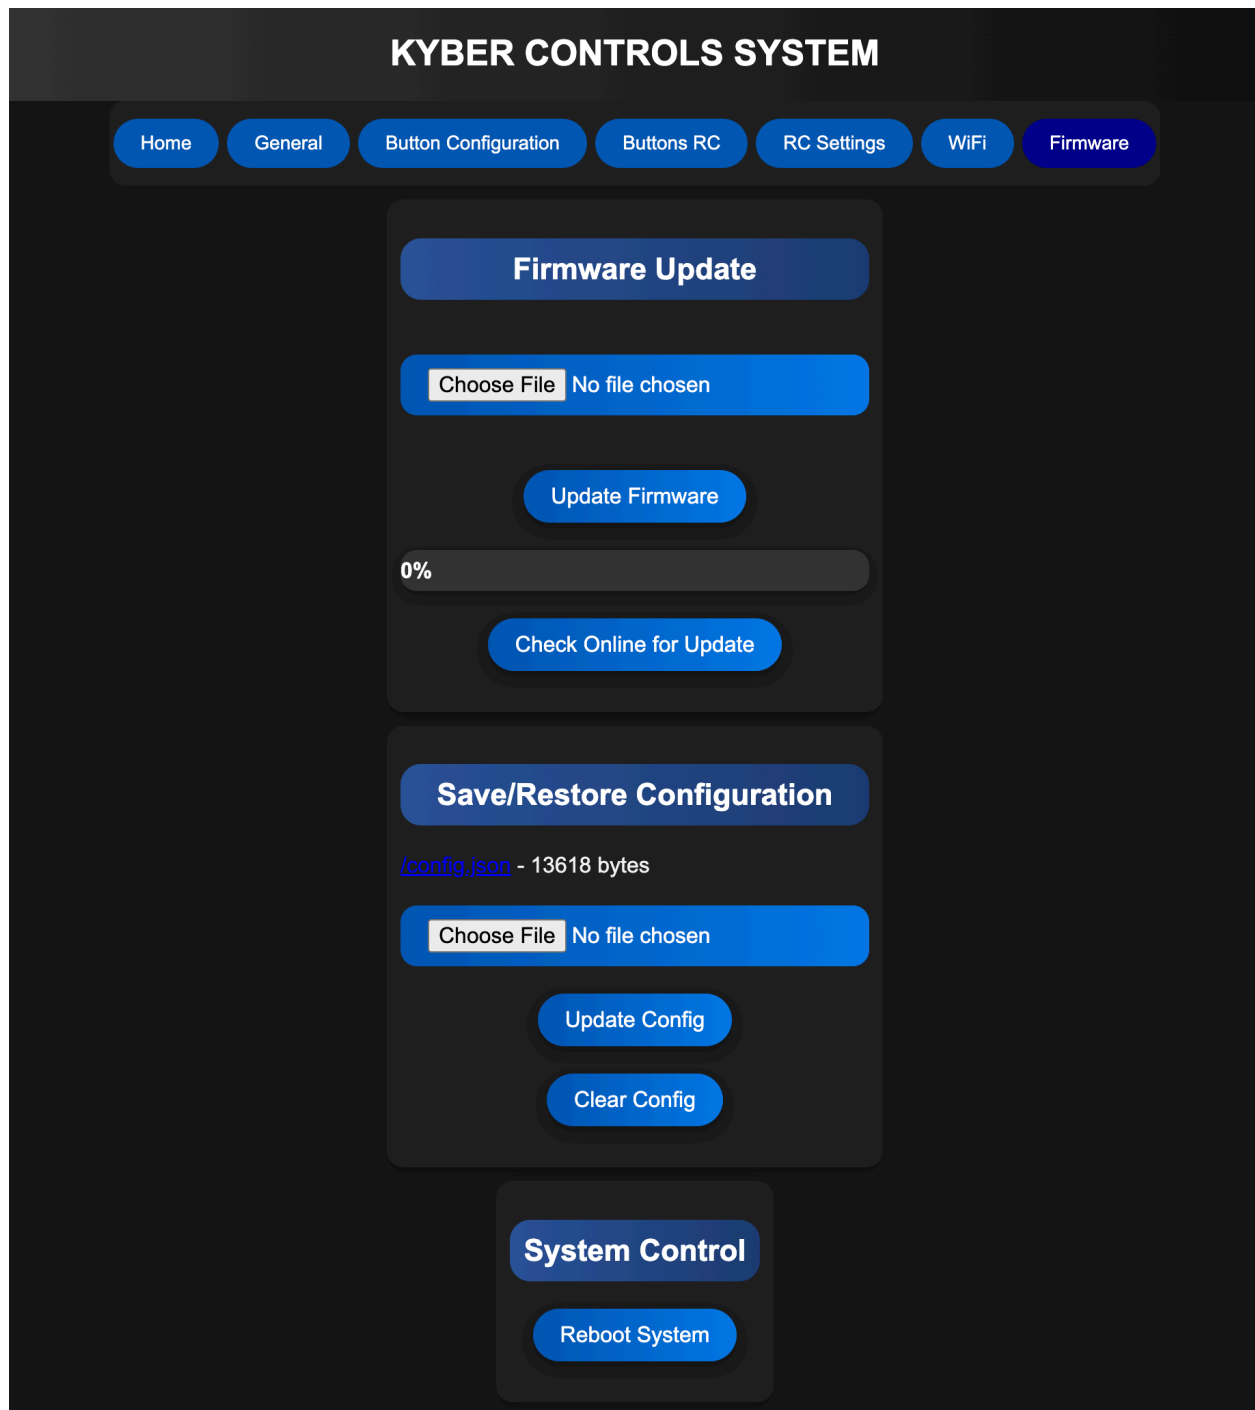 KYBER CONTROLS SYSTEM
Home General Button Configuration Buttons RC RC Settings WiFi Firmware
Firmware Update
Choose File No file chosen
Update Firmware
0%
Check Online for Update
Save/Restore Configuration
/config.json - 13618 bytes
Choose File No file chosen
Update Config
Clear Config
System Control
Reboot System